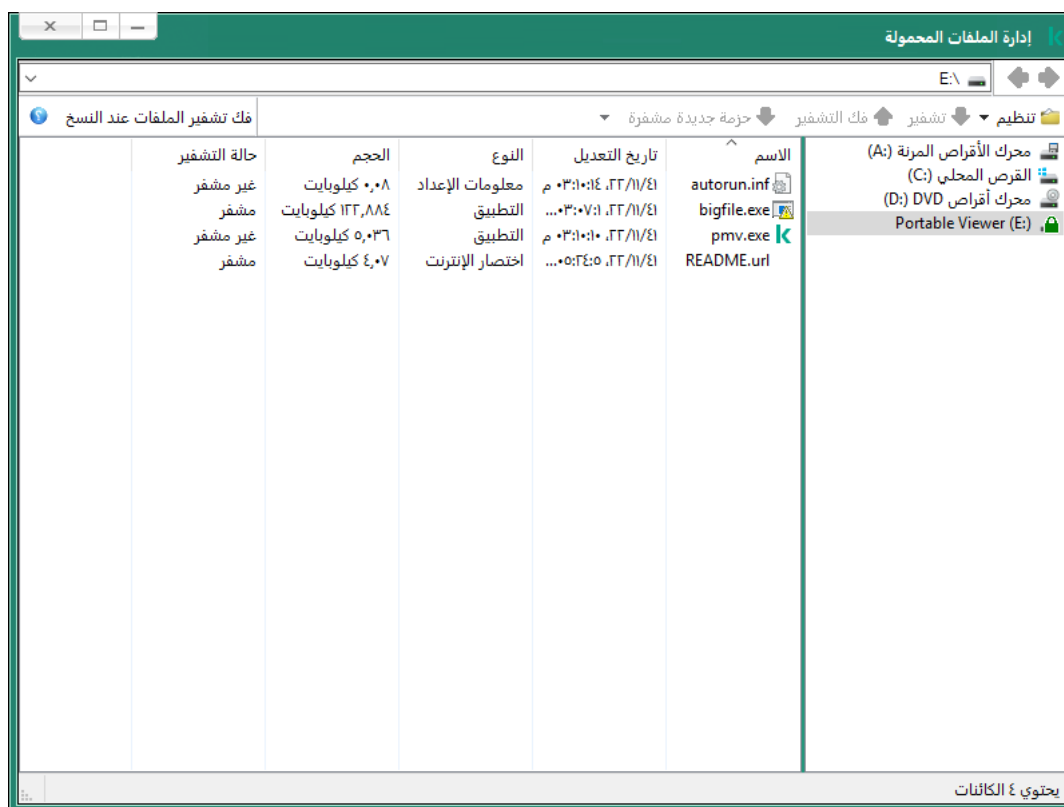 إدارة الملفات المحمولة
E:\
تنظيم تشفير فك التشفير حزمة جديدة مشفرة فك تشفير الملفات عند النسخ
محرك الأقراص المرنة (A:)
القرص المحلي (C:)
محرك أقراص DVD (D:)
Portable Viewer (E:)
الاسم تاريخ التعديل النوع الحجم حالة التشفير
autorun.inf ٢٢/١١/٤١، ٠٣:١٠:١٤ م معلومات الإعداد ٠,٠٨ كيلوبايت غير مشفر
bigfile.exe ٢٢/١١/٤١، ٠٣:٠٧:١... التطبيق ١٢٢,٨٨٤ كيلوبايت مشفر
pmv.exe ٢٢/١١/٤١، ٠٣:١٠:١٠ م التطبيق ٥,٠٣٦ كيلوبايت غير مشفر
README.url ٢٢/١١/٤١، ٠٥:٢٤:٥... اختصار الإنترنت ٤,٠٧ كيلوبايت مشفر
يحتوي ٤ الكائنات